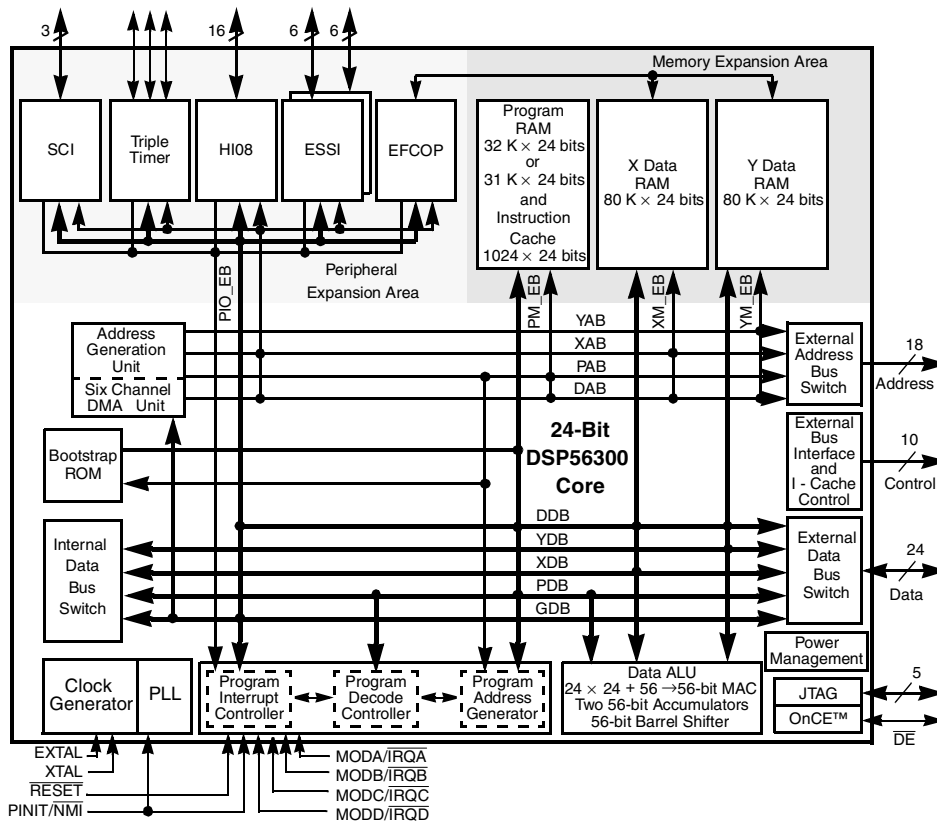 3
16
6
6
Memory Expansion Area
SCI
Triple
Timer
HI08
ESSI
EFCOP
Program
RAM
32 K × 24 bits
or
31 K × 24 bits
and
Instruction
Cache
1024 × 24 bits
X Data
RAM
80 K × 24 bits
Y Data
RAM
80 K × 24 bits
Peripheral
Expansion Area
PIO_EB
PM_EB
XM_EB
YM_EB
Address
Generation
Unit
Six Channel
DMA Unit
YAB
XAB
PAB
DAB
External
Address
Bus
Switch
18
Address
Bootstrap
ROM
24-Bit
DSP56300
Core
External
Bus
Interface
and
I - Cache
Control
10
Control
Internal
Data
Bus
Switch
DDB
YDB
XDB
PDB
GDB
External
Data
Bus
Switch
24
Data
Power
Management
Clock
Generator
PLL
Program
Interrupt
Controller
Program
Decode
Controller
Program
Address
Generator
Data ALU
24 × 24 + 56 →56-bit MAC
Two 56-bit Accumulators
56-bit Barrel Shifter
JTAG
OnCE™
5
DE
EXTAL
XTAL
RESET
PINIT/NMI
MODA/IRQA
MODB/IRQB
MODC/IRQC
MODD/IRQD